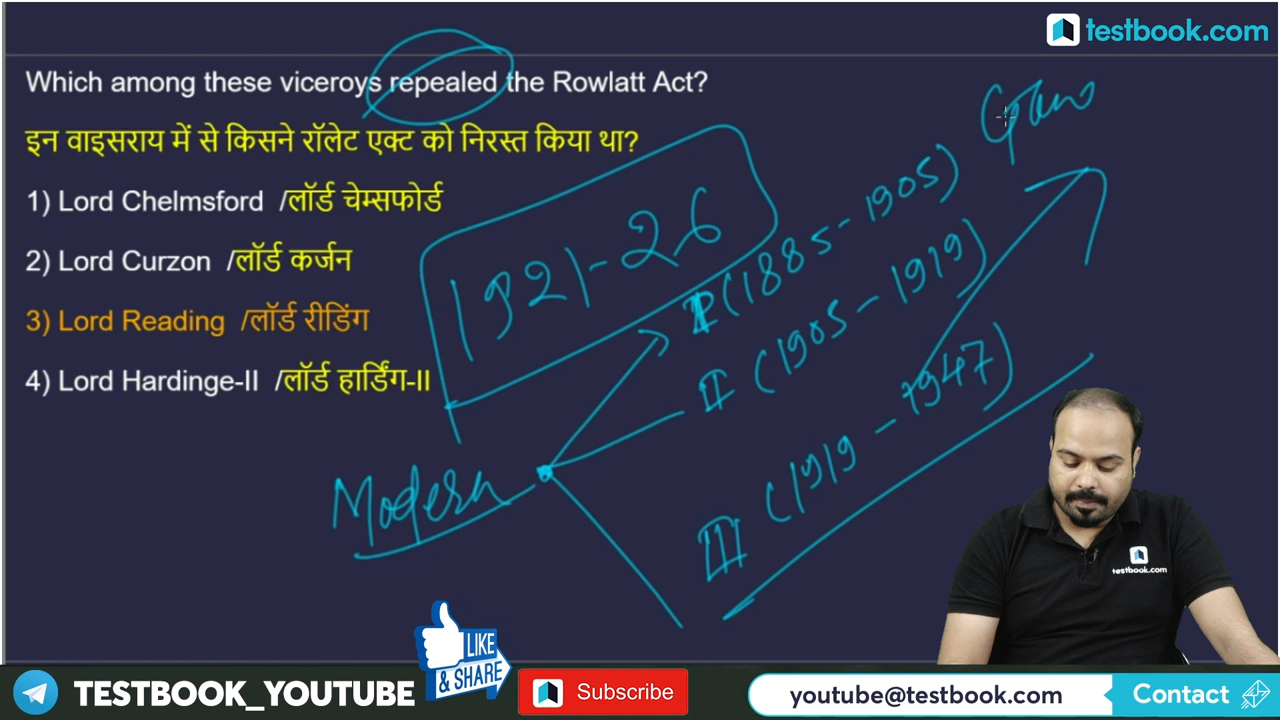 testbook.com
Which among these viceroys repealed the Rowlatt Act?
इन वाइसराय में से किसने रॉलेट एक्ट को निरस्त किया था?
1) Lord Chelmsford /लॉर्ड चेम्सफोर्ड
2) Lord Curzon /लॉर्ड कर्जन
3) Lord Reading /लॉर्ड रीडिंग
4) Lord Hardinge-II /लॉर्ड हार्डिंग-II
1921-26
I (1885-1905)
II (1905-1919)
III (1919-1947)
Modern
testbook.com
LIKE
& SHARE
TESTBOOK_YOUTUBE
Subscribe
youtube@testbook.com
Contact